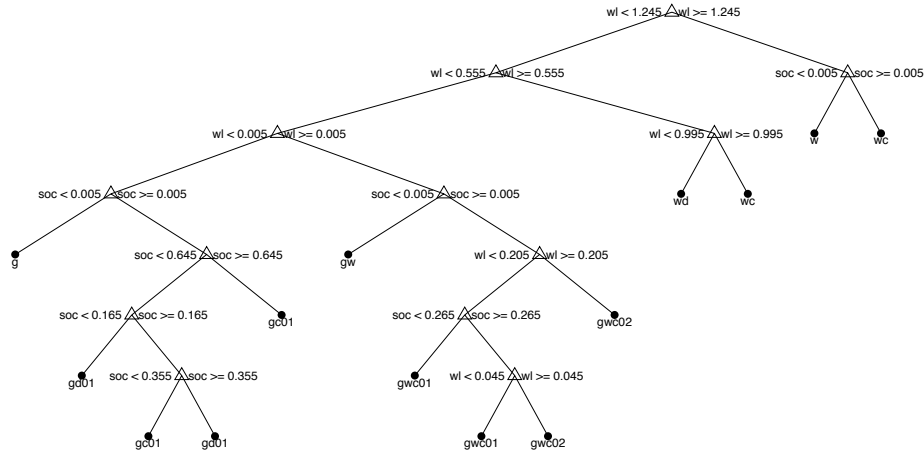 wl < 1.245 wl >= 1.245
wl < 0.555 wl >= 0.555 soc < 0.005 soc >= 0.005
wl < 0.005 wl >= 0.005 wl < 0.995 wl >= 0.995 w wc
soc < 0.005 soc >= 0.005 soc < 0.005 soc >= 0.005 wd wc
g soc < 0.645 soc >= 0.645 gw wl < 0.205 wl >= 0.205
soc < 0.165 soc >= 0.165 gc01 soc < 0.265 soc >= 0.265 gwc02
gd01 soc < 0.355 soc >= 0.355 gwc01 wl < 0.045 wl >= 0.045
gc01 gd01 gwc01 gwc02